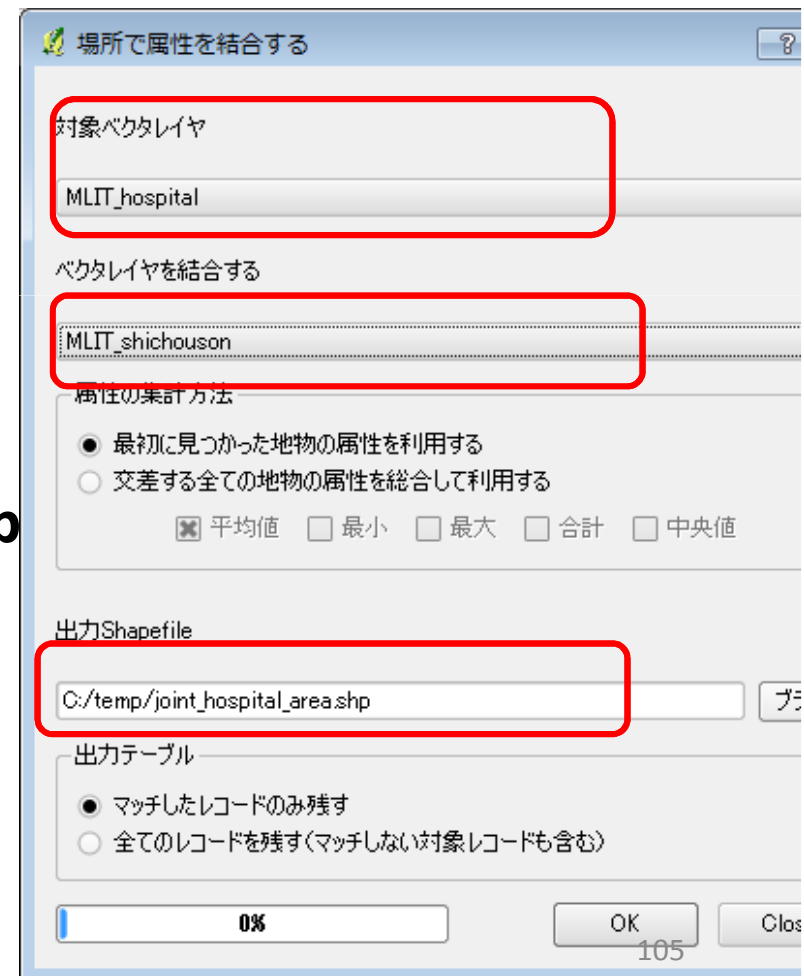 場所で属性を結合する
?
対象ベクタレイヤ
MLIT_hospital
ベクタレイヤを結合する
MLIT_shichouson
属性の集計方法
最初に見つかった地物の属性を利用する
交差する全ての地物の属性を総合して利用する
平均値 最小 最大 合計 中央値
出力Shapefile
C:/temp/joint_hospital_area.shp
出力テーブル
マッチしたレコードのみ残す
全てのレコードを残す(マッチしない対象レコードも含む)
0% OK Clos
105